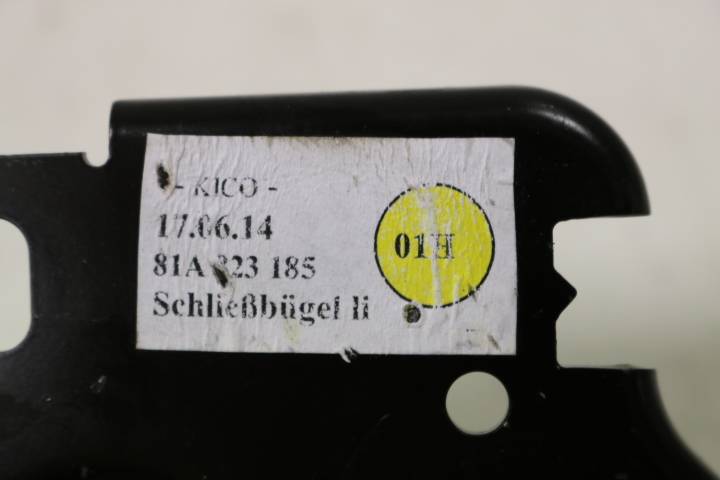 - KICO -
17.06.14
81A 823 185
Schließbügel li
01H